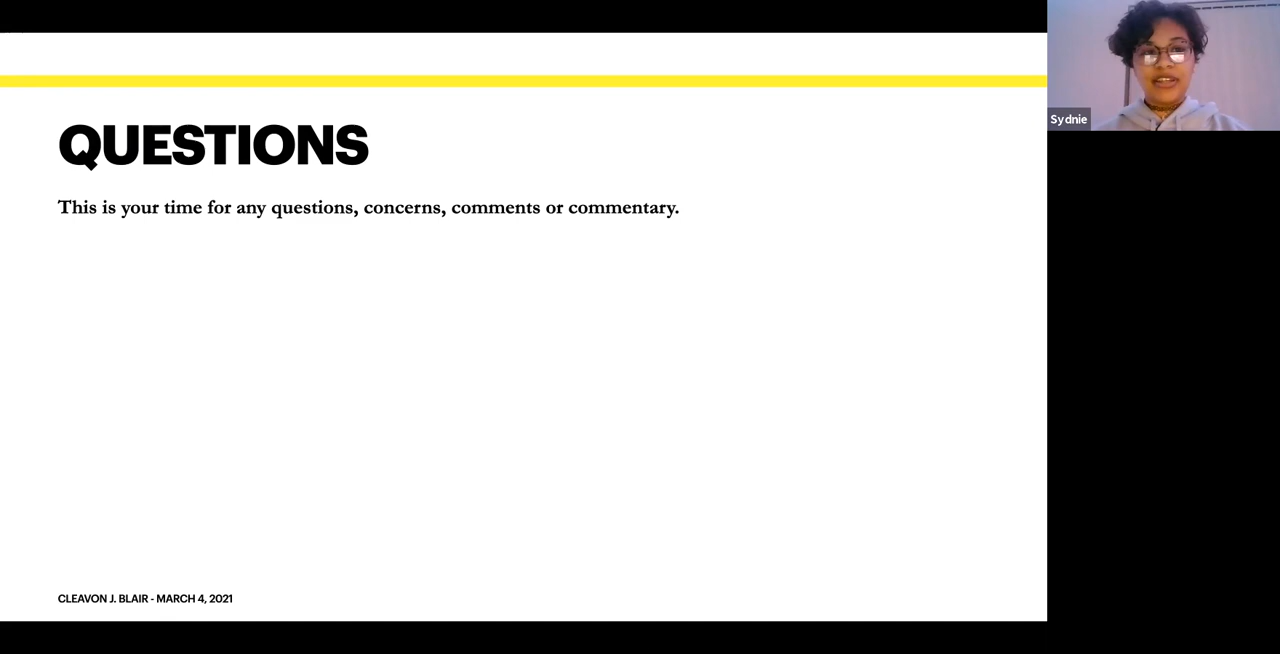 QUESTIONS
This is your time for any questions, concerns, comments or commentary.
CLEAVON J. BLAIR - MARCH 4, 2021
Sydnie